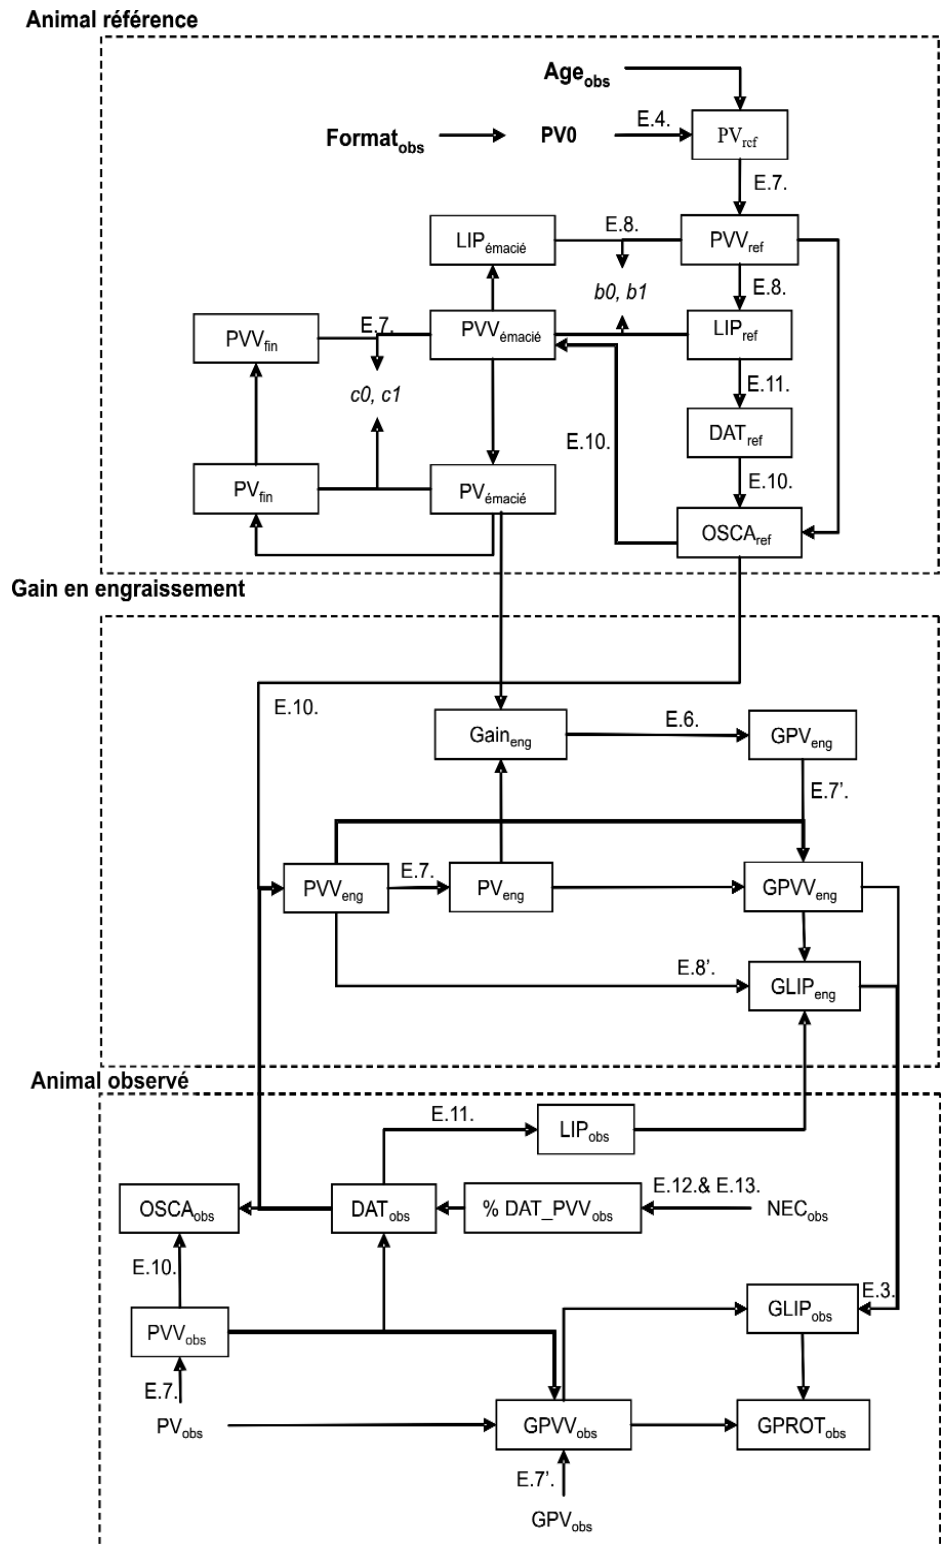 Animal référence
Age obs
Format obs
PV0
E.4.
PV ref
E.7.
LIP émacié
E.8.
PVV ref
b0, b1
E.8.
PVV fin
E.7.
PVV émacié
LIP ref
c0, c1
E.11.
E.10.
DAT ref
PV fin
PV émacié
E.10.
OSCA ref
Gain en engraissement
E.10.
Gain eng
E.6.
GPV eng
E.7’.
PVV eng
E.7.
PV eng
GPVV eng
E.8’.
GLIP eng
Animal observé
E.11.
LIP obs
OSCA obs
DAT obs
% DAT_PVV obs
E.12.& E.13.
NEC obs
E.10.
GLIP obs
E.3.
PVV obs
E.7.
PV obs
GPVV obs
GPROT obs
E.7’.
GPV obs